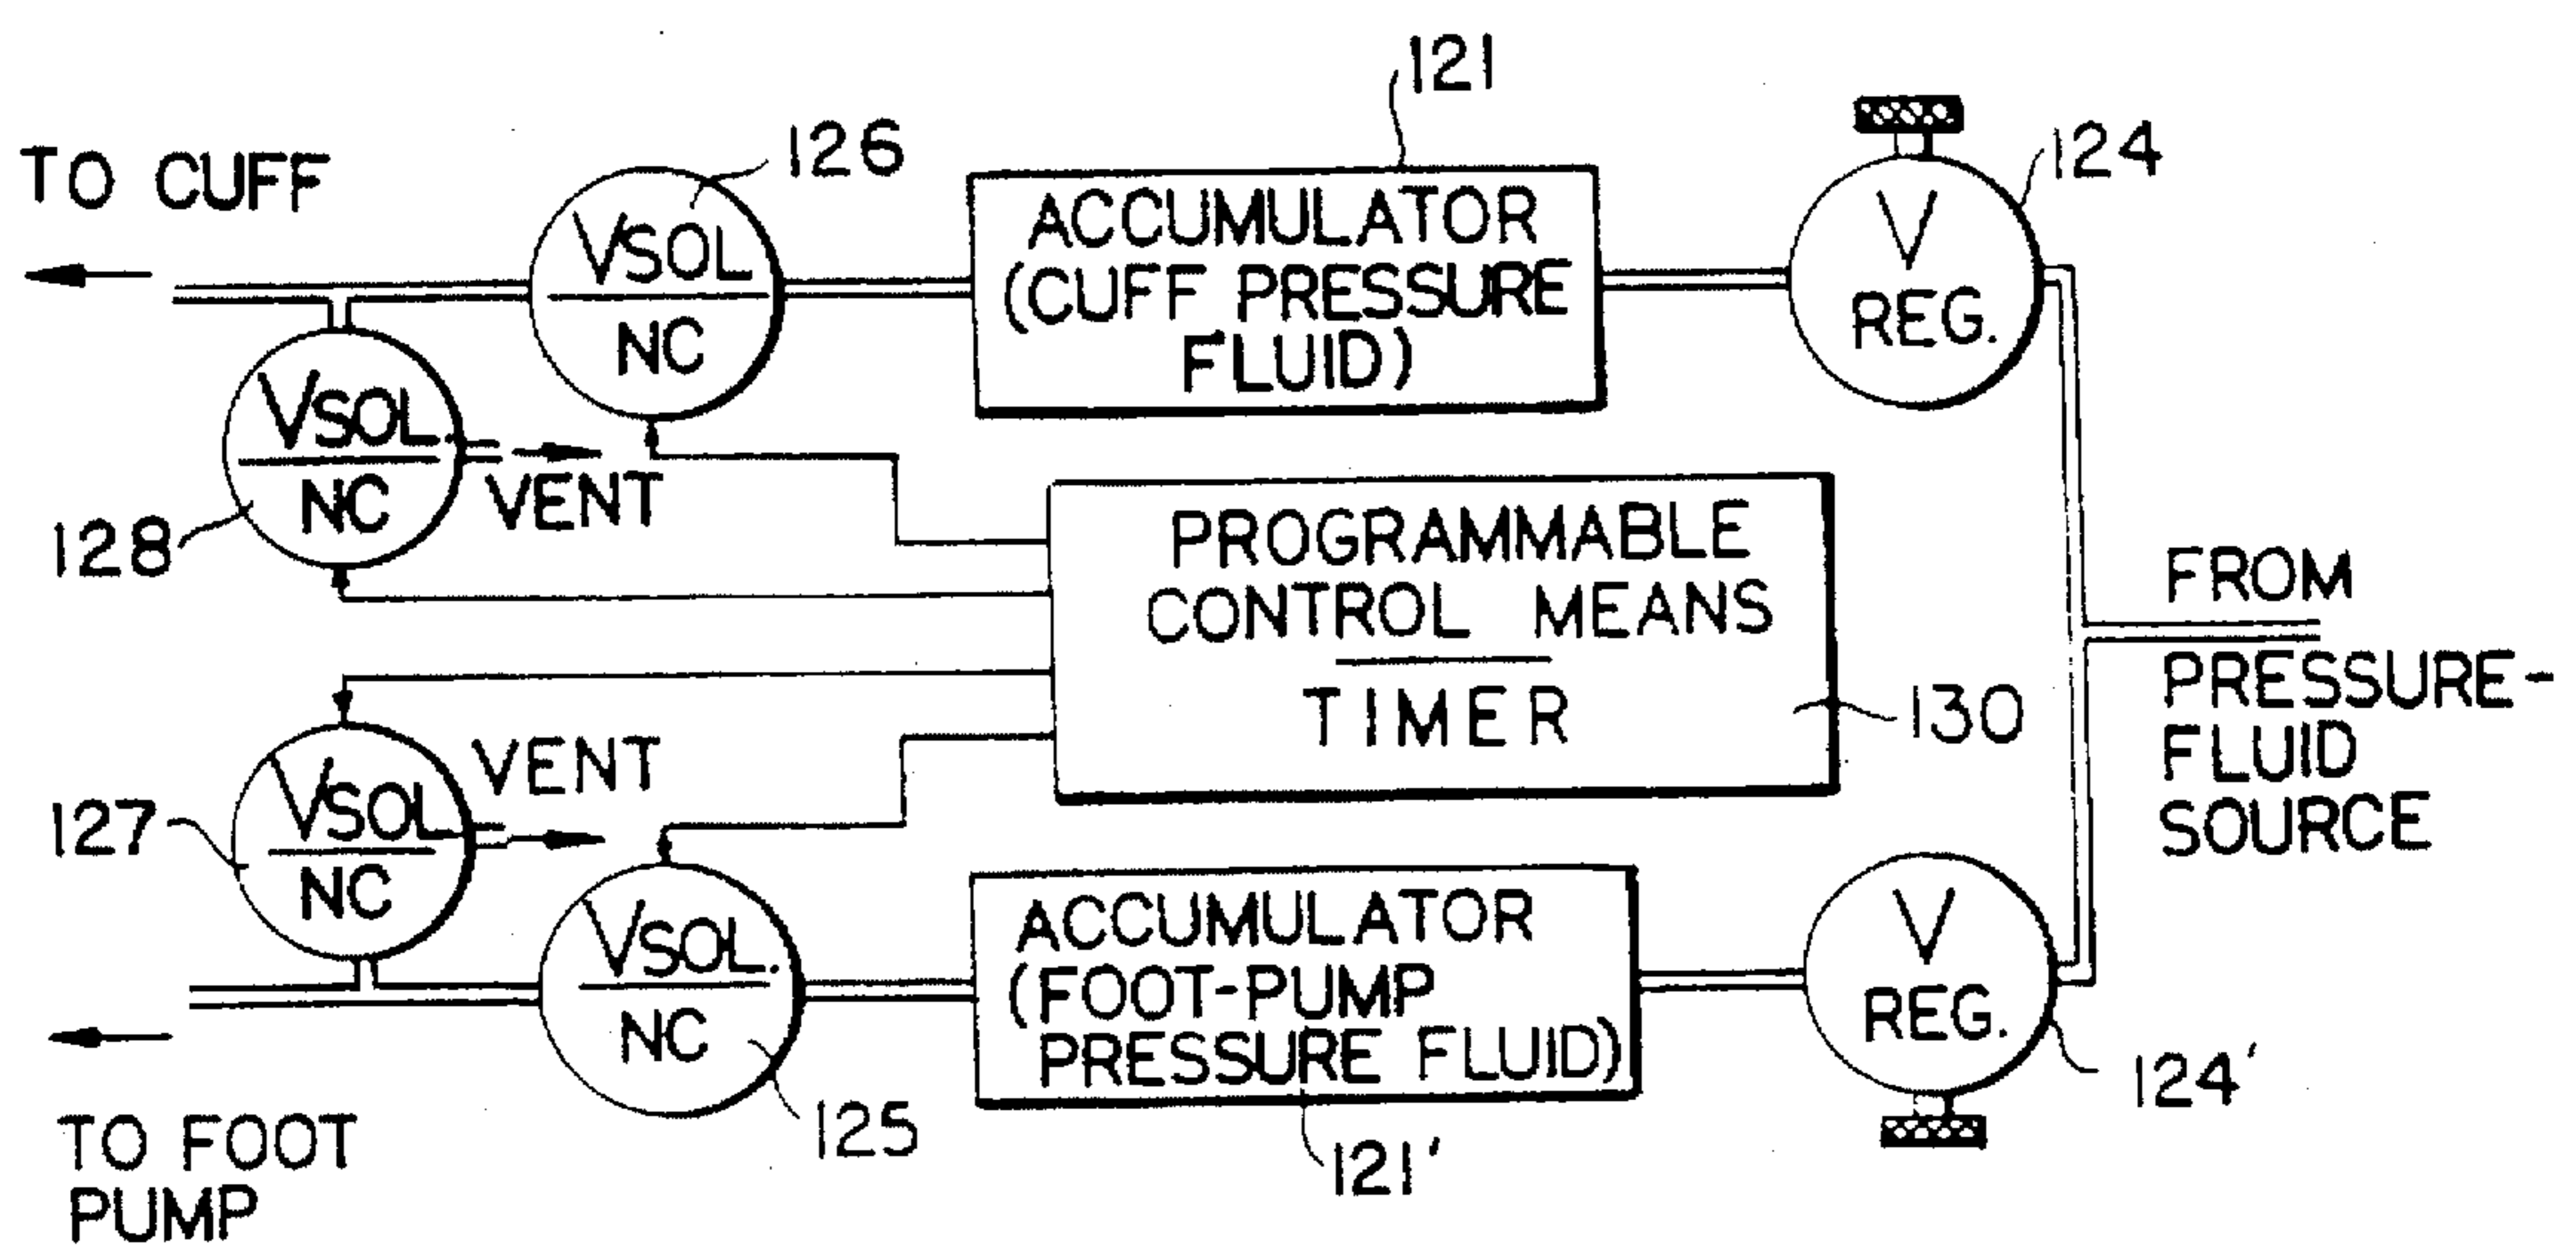 121
124
126
TO CUFF
VSOL
NC
ACCUMULATOR
(CUFF PRESSURE
FLUID)
V
REG.
VSOL.
NC
VENT
128
PROGRAMMABLE
CONTROL MEANS
TIMER
130
FROM
PRESSURE-
FLUID
SOURCE
127
VSOL
NC
VENT
VSOL.
NC
125
ACCUMULATOR
(FOOT-PUMP
PRESSURE FLUID)
121'
V
REG.
124'
TO FOOT
PUMP